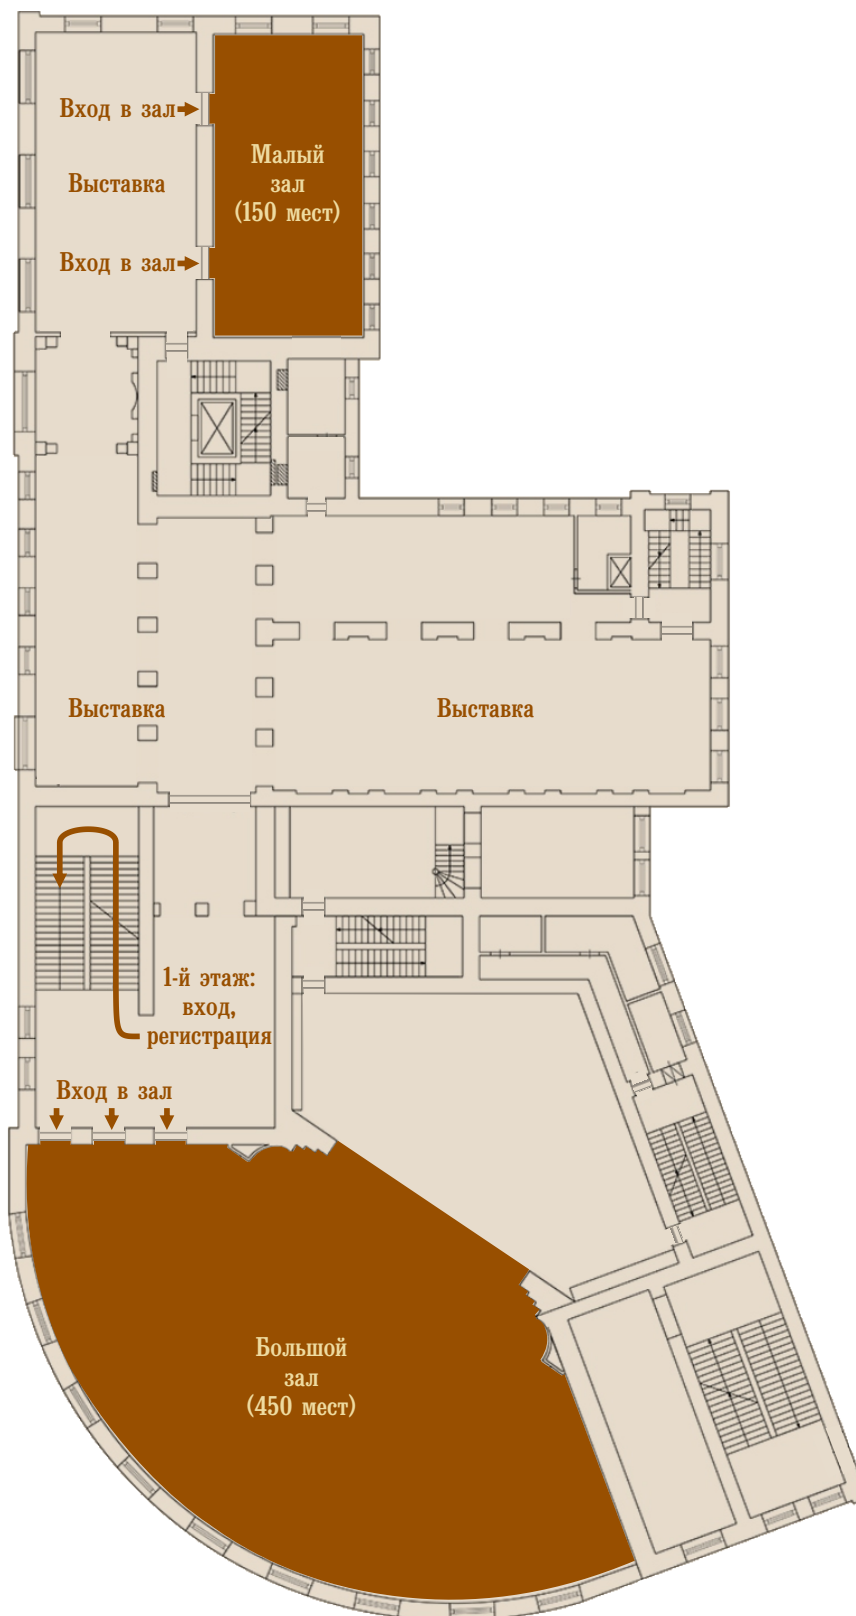 Вход в зал
Малый
зал
(150 мест)
Выставка
Вход в зал
Выставка
Выставка
1-й этаж:
вход,
регистрация
Вход в зал
Большой
зал
(450 мест)